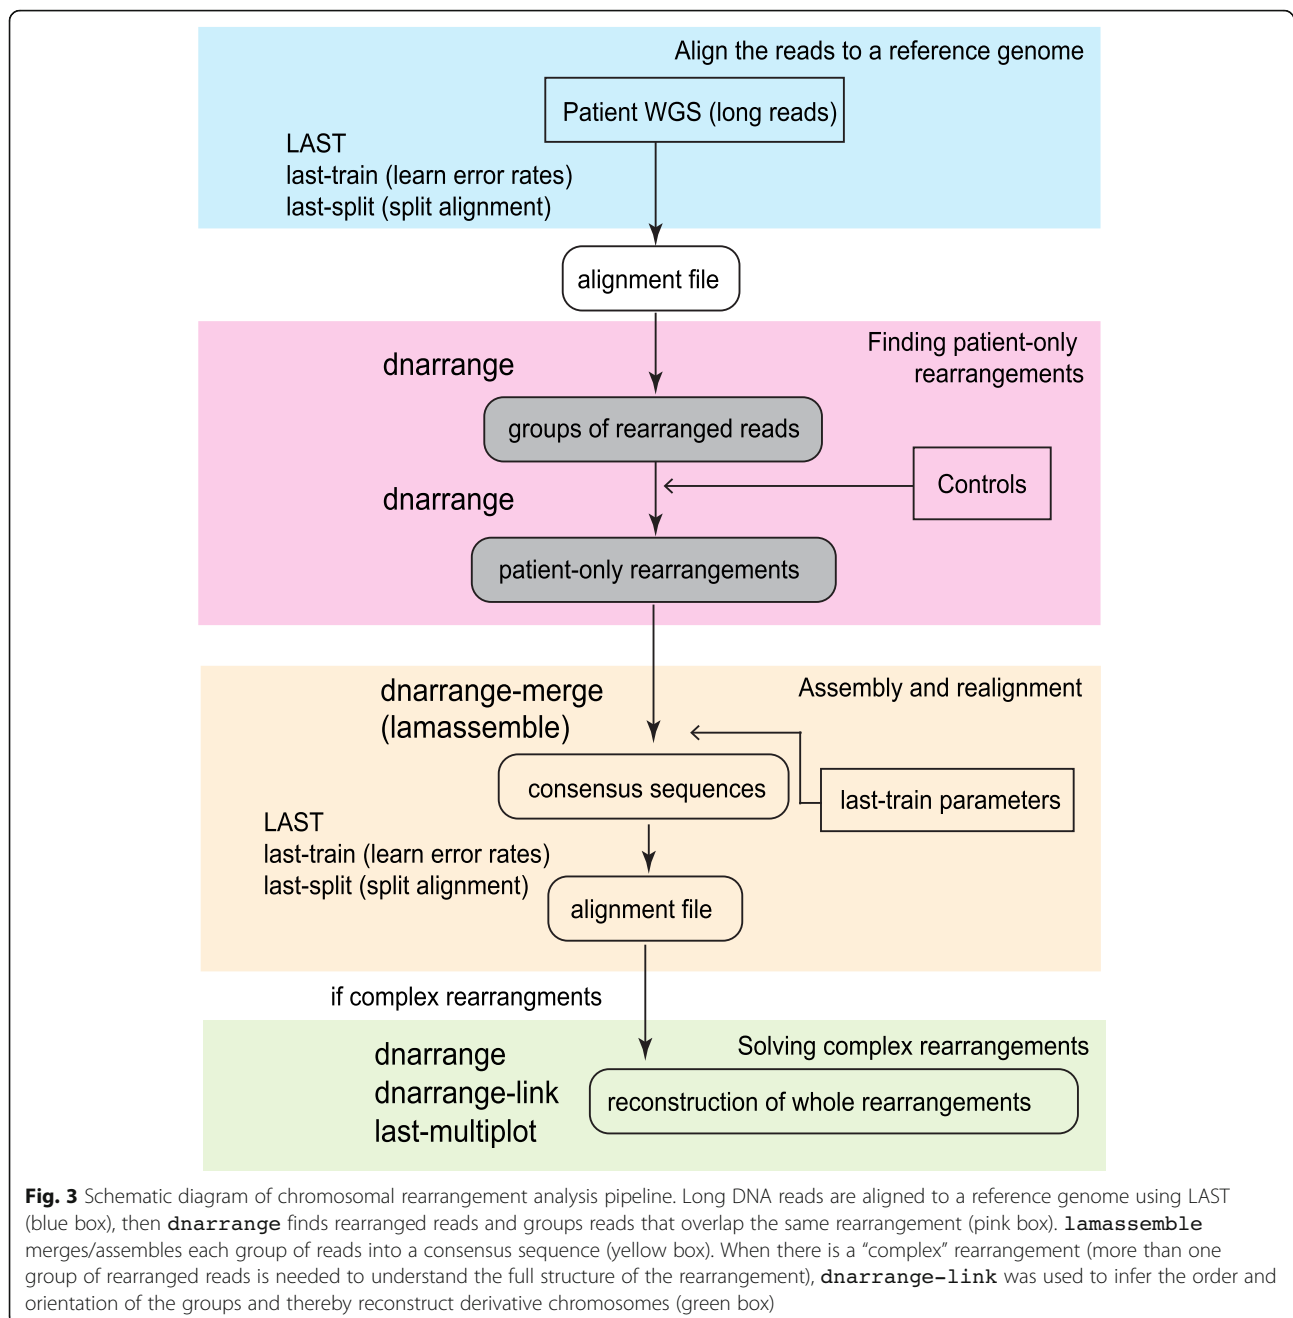 Align the reads to a reference genome
Patient WGS (long reads)
LAST
last-train (learn error rates)
last-split (split alignment)
alignment file
Finding patient-only
rearrangements
dnarrange
groups of rearranged reads
Controls
dnarrange
patient-only rearrangements
dnarrange-merge
(lamassemble)
Assembly and realignment
consensus sequences
last-train parameters
LAST
last-train (learn error rates)
last-split (split alignment)
alignment file
if complex rearrangments
Solving complex rearrangements
dnarrange
dnarrange-link
last-multiplot
reconstruction of whole rearrangements
Fig. 3 Schematic diagram of chromosomal rearrangement analysis pipeline. Long DNA reads are aligned to a reference genome using LAST
(blue box), then dnarrange finds rearranged reads and groups reads that overlap the same rearrangement (pink box). lamassemble
merges/assembles each group of reads into a consensus sequence (yellow box). When there is a “complex” rearrangement (more than one
group of rearranged reads is needed to understand the full structure of the rearrangement), dnarrange-link was used to infer the order and
orientation of the groups and thereby reconstruct derivative chromosomes (green box)